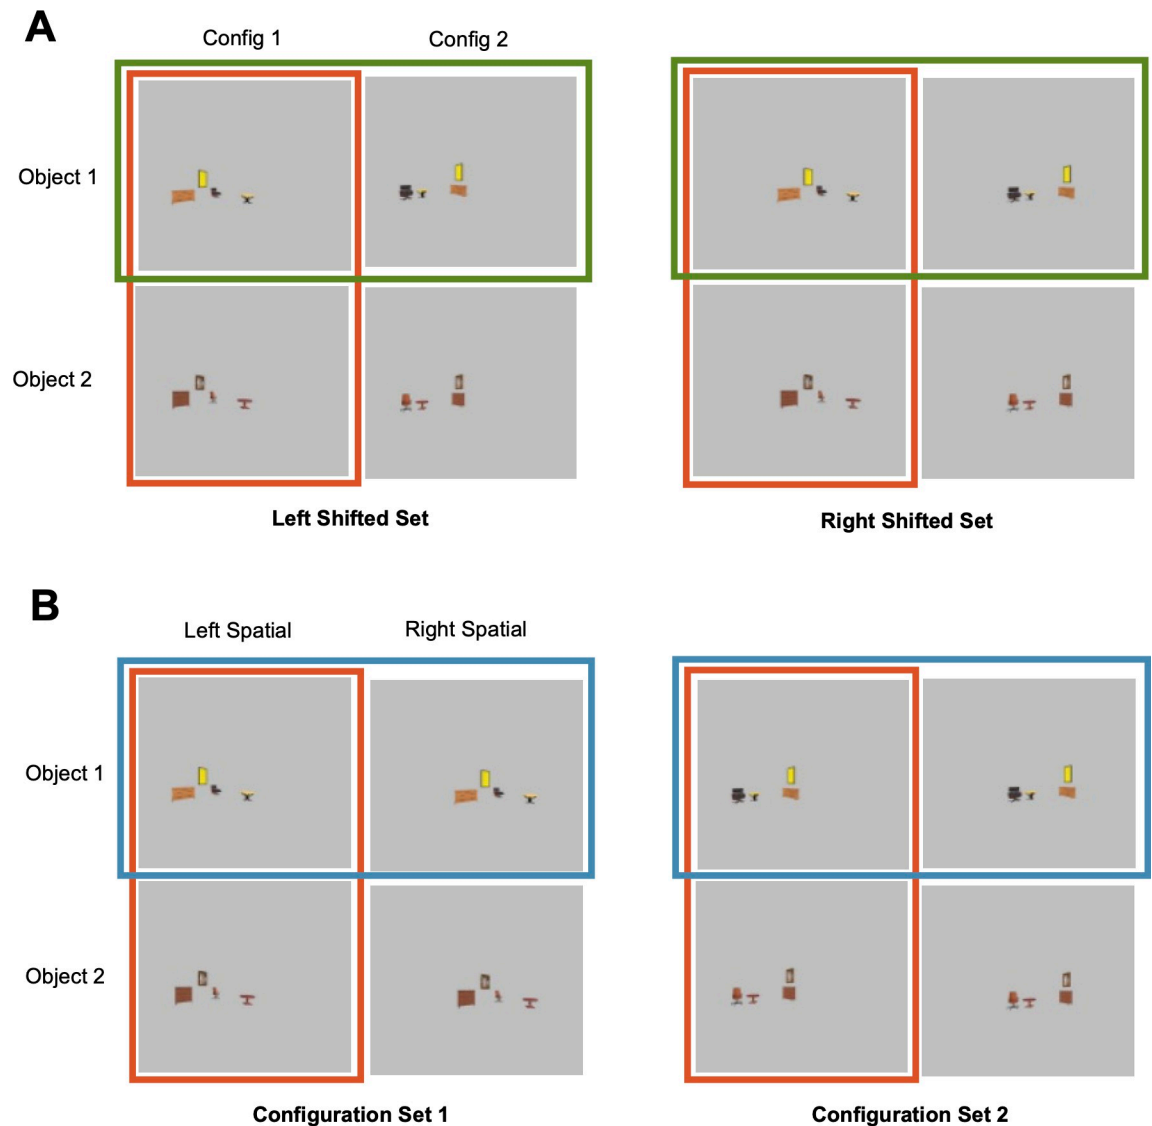 A
Config 1
Config 2
Object 1
Object 2
Left Shifted Set
Right Shifted Set
B
Left Spatial
Right Spatial
Object 1
Object 2
Configuration Set 1
Configuration Set 2